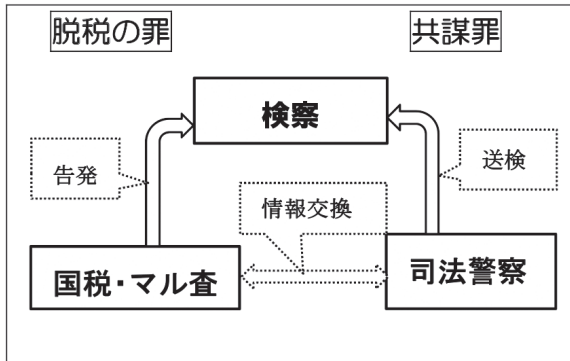 脱税の罪
共謀罪
検察
告発
送検
情報交換
国税・マル査
司法警察